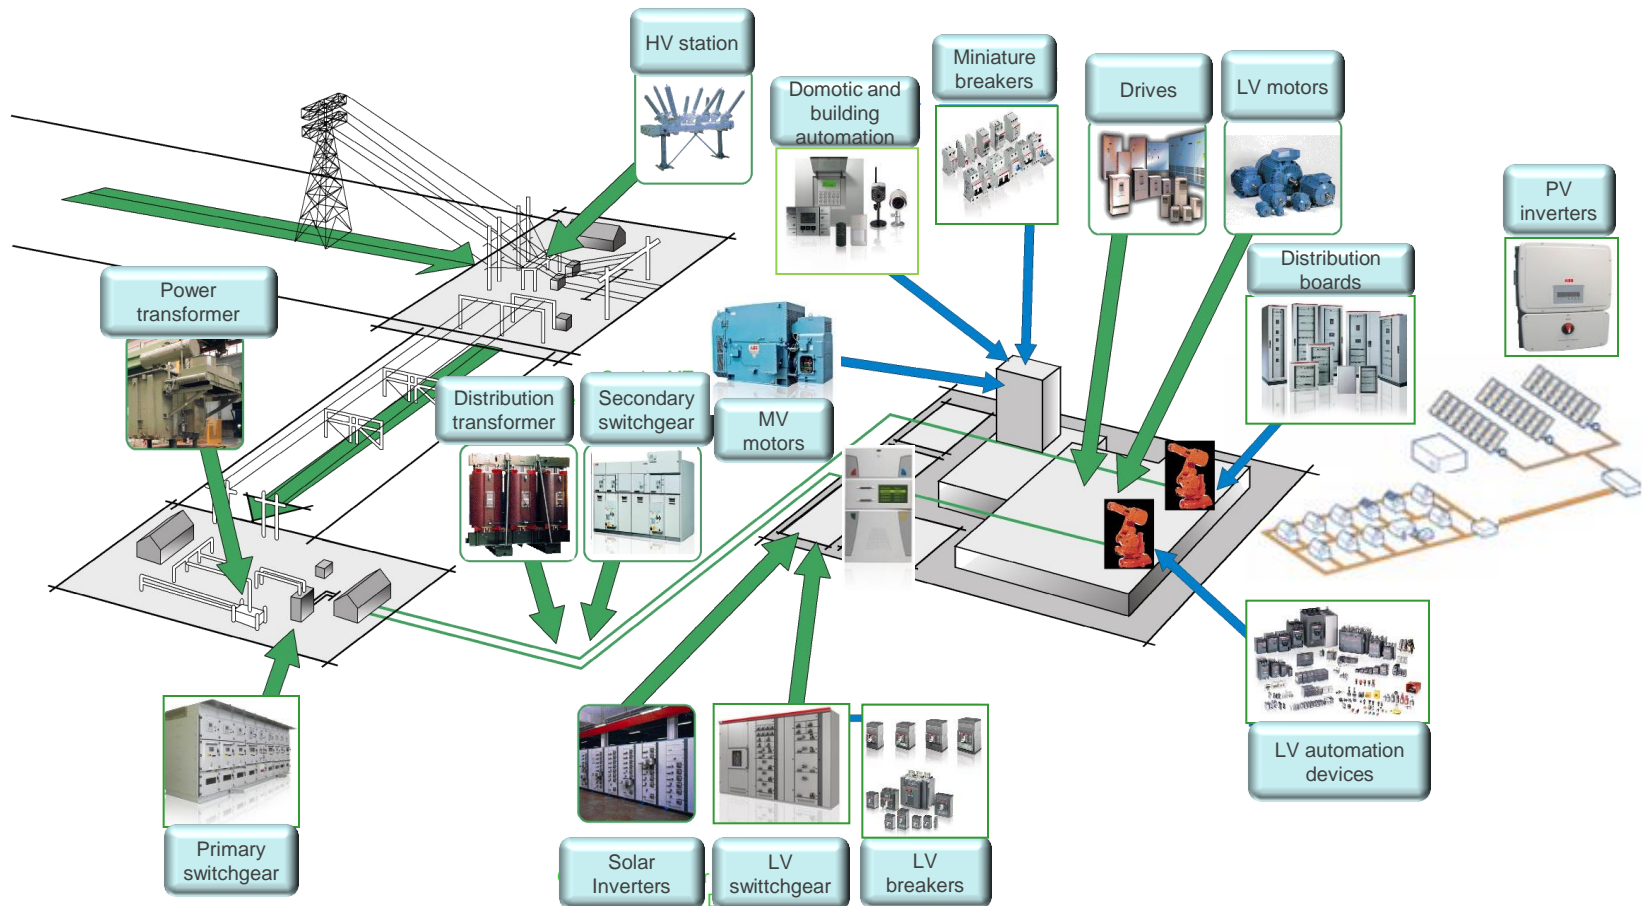 HV station
Miniature
breakers
Domotic and
building
automation
Drives
LV motors
PV
inverters
Power
transformer
Distribution
boards
Distribution
transformer
Secondary
switchgear
MV
motors
LV automation
devices
Primary
switchgear
Solar
Inverters
LV
swittchgear
LV
breakers
ABB